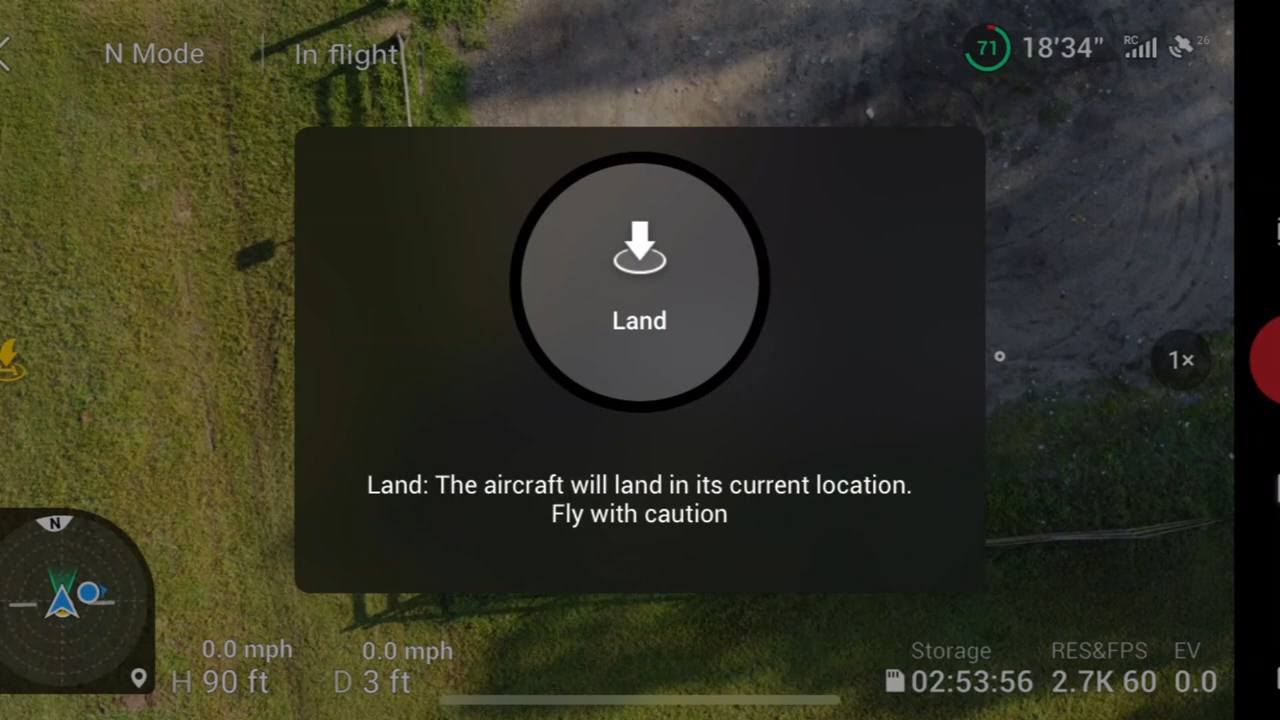 N Mode
In flight
71
18'34"
RC
26
Land
1×
Land: The aircraft will land in its current location.
Fly with caution
N
0.0 mph
0.0 mph
H 90 ft
D 3 ft
Storage
RES&FPS
EV
02:53:56
2.7K 60
0.0